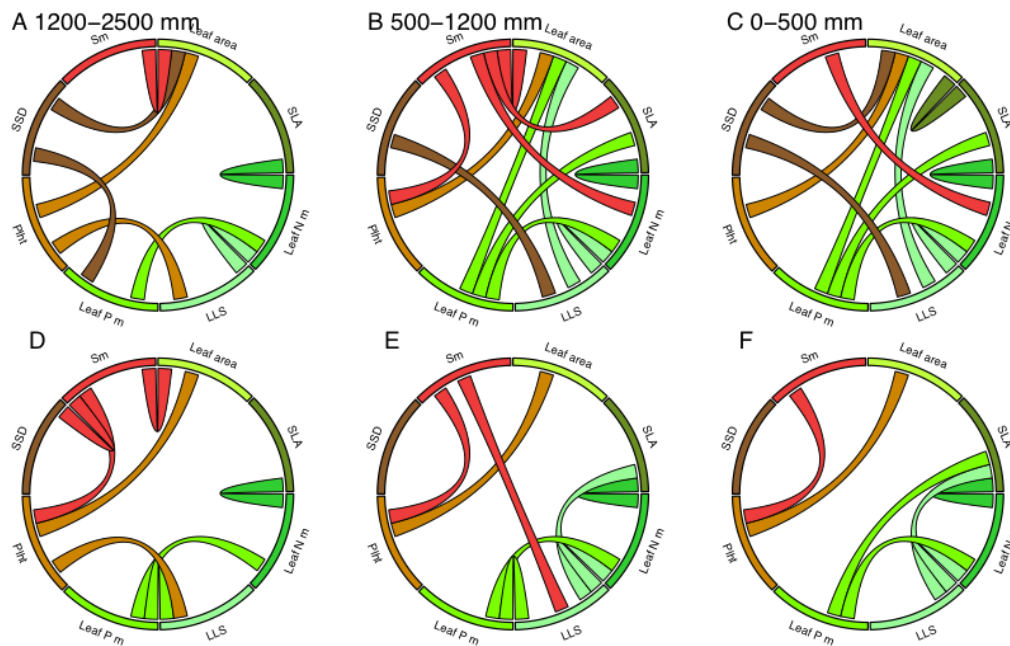 A 1200−2500 mm
Sm
Leaf area
SSD
SLA
Plht
Leaf N m
Leaf P m
LLS
B 500−1200 mm
Sm
Leaf area
SSD
SLA
Plht
Leaf N m
Leaf P m
LLS
C 0−500 mm
Sm
Leaf area
SSD
SLA
Plht
Leaf N m
Leaf P m
LLS
D
Sm
Leaf area
SSD
SLA
Plht
Leaf N m
Leaf P m
LLS
E
Sm
Leaf area
SSD
SLA
Plht
Leaf N m
Leaf P m
LLS
F
Sm
Leaf area
SSD
SLA
Plht
Leaf N m
Leaf P m
LLS